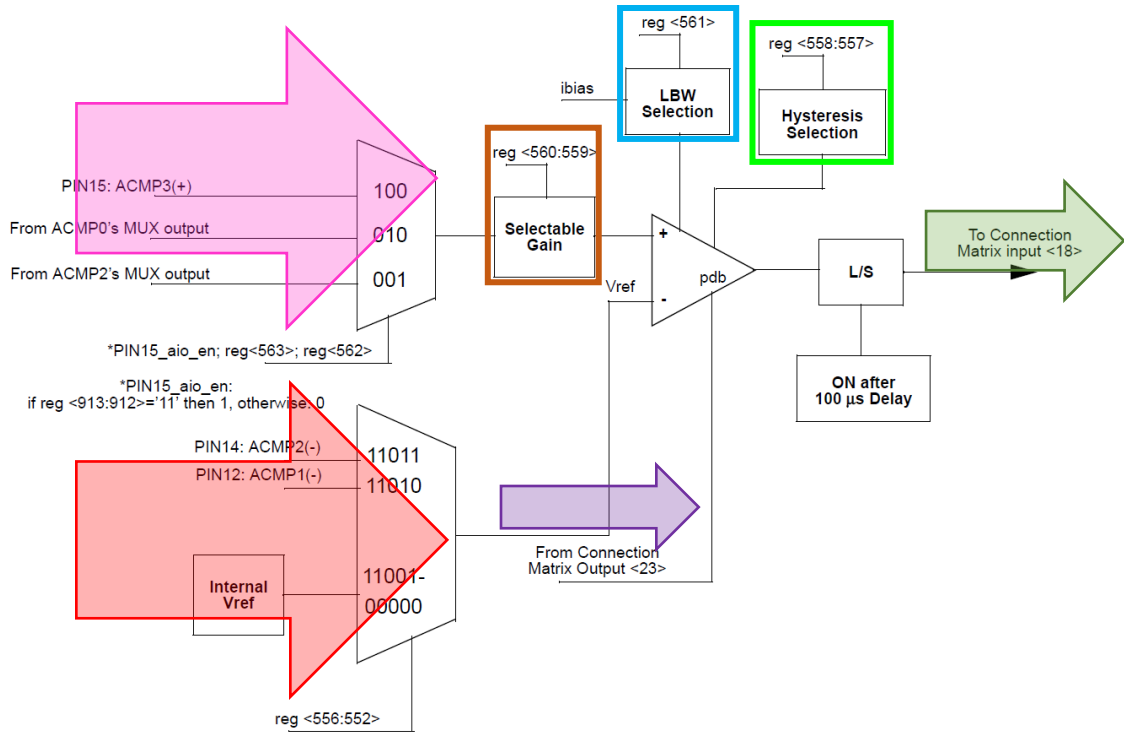 reg <561>
reg <558:557>
ibias
LBW
Selection
Hysteresis
Selection
reg <560:559>
PIN15: ACMP3(+)
100
From ACMP0's MUX output
010
From ACMP2's MUX output
001
Selectable
Gain
+
To Connection
Matrix input <18>
L/S
pdb
Vref
-
*PIN15_aio_en; reg<563>; reg<562>
*PIN15_aio_en:
if reg <913:912>='11' then 1, otherwise: 0
ON after
100 µs Delay
PIN14: ACMP2(-)
11011
PIN12: ACMP1(-)
11010
From Connection
Matrix Output <23>
Internal
Vref
11001-
00000
reg <556:552>